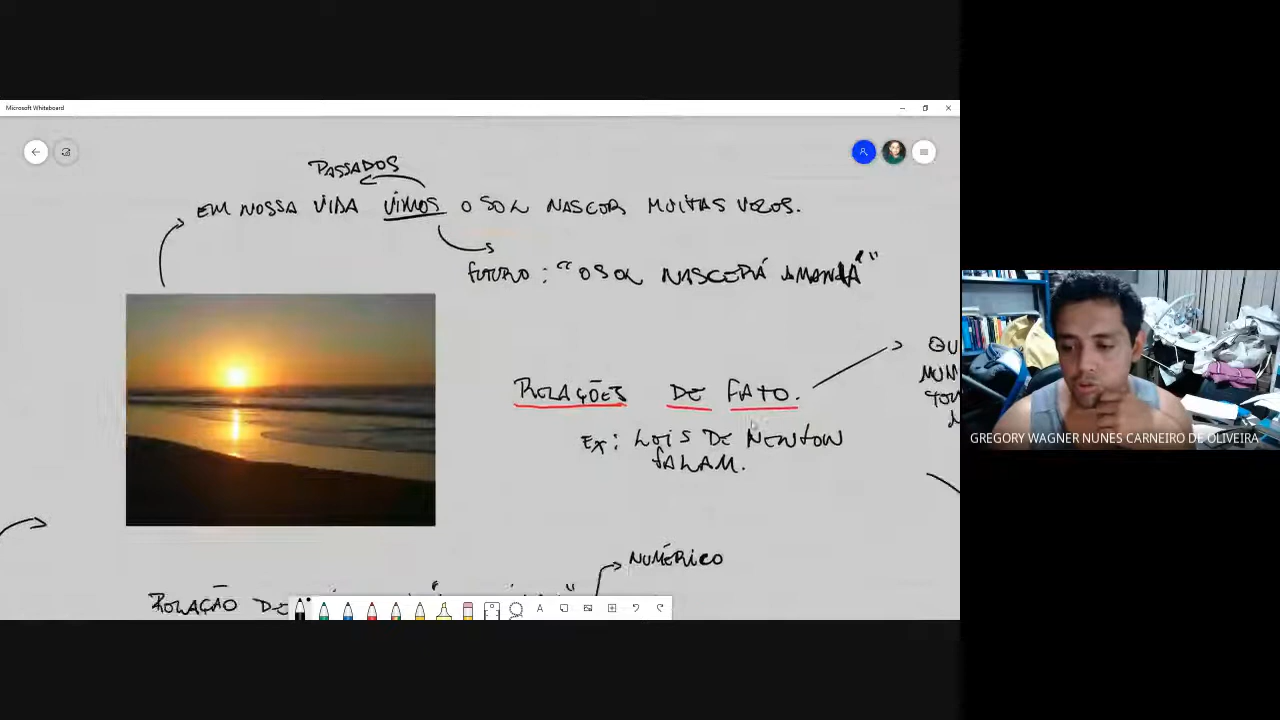 Microsoft Whiteboard
PASSADOS
EM NOSSA VIDA VIMOS O SOL NASCER MUITAS VEZES.
FUTURO : "O SOL NASCERÁ AMANHÃ"
RELAÇÕES DE FATO.
EX: LEIS DE NEWTON
FALAM.
NUMÉRICO
RELAÇÃO DE
A
GREGORY WAGNER NUNES CARNEIRO DE OLIVEIRA